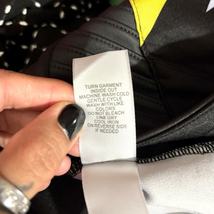 TURN GARMENT
INSIDE OUT
MACHINE WASH COLD
GENTLE CYCLE
WASH WITH LIKE
COLORS
DO NOT BLEACH
LINE DRY
COOL IRON
ON REVERSE SIDE
IF NEEDED